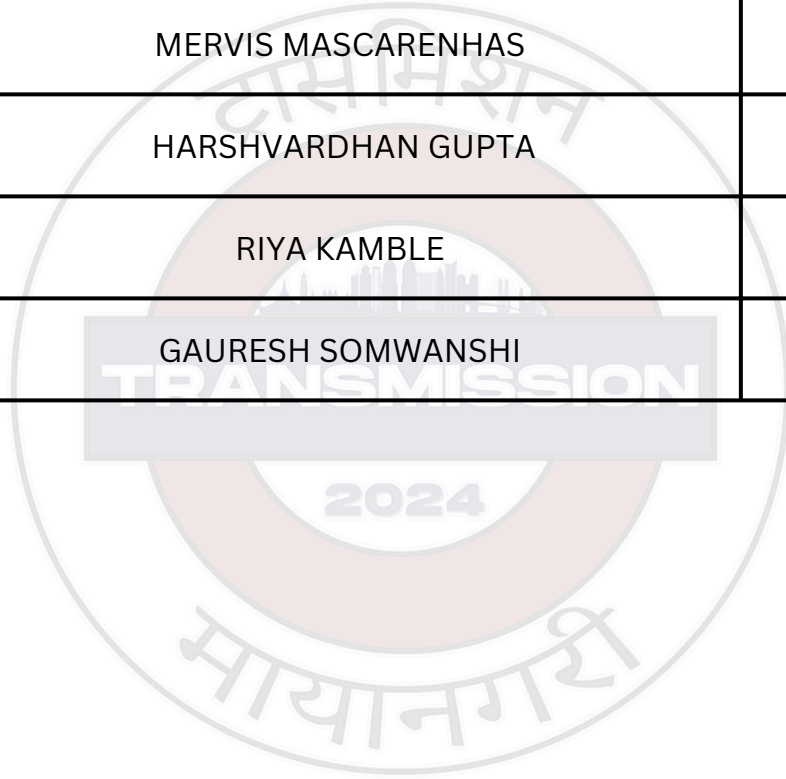 MERVIS MASCARENHAS
ट्रांसमिशन
HARSHVARDHAN GUPTA
RIYA KAMBLE
GAURESH SOMWANSHI
TRANSMISSION
2024
मायानगरी